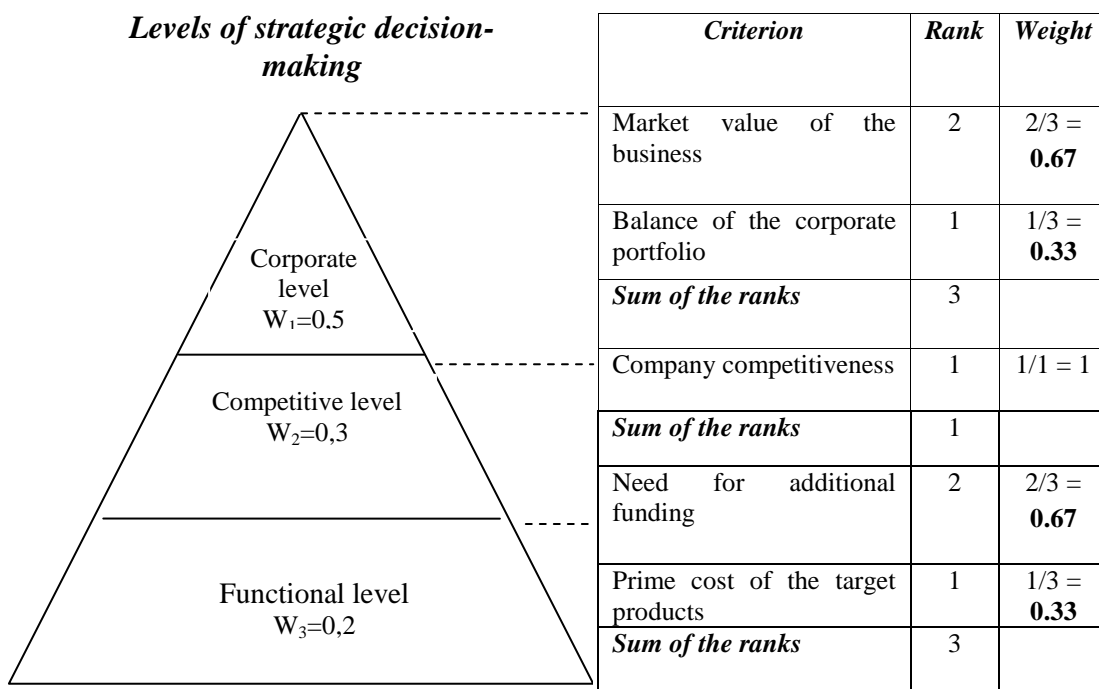 Levels of strategic decision-
making
Corporate
level
W₁=0,5
Competitive level
W₂=0,3
Functional level
W₃=0,2
Criterion Rank Weight
Market value of the 2 2/3 =
business 0.67
Balance of the corporate 1 1/3 =
portfolio 0.33
Sum of the ranks 3
Company competitiveness 1 1/1 = 1
Sum of the ranks 1
Need for additional 2 2/3 =
funding 0.67
Prime cost of the target 1 1/3 =
products 0.33
Sum of the ranks 3